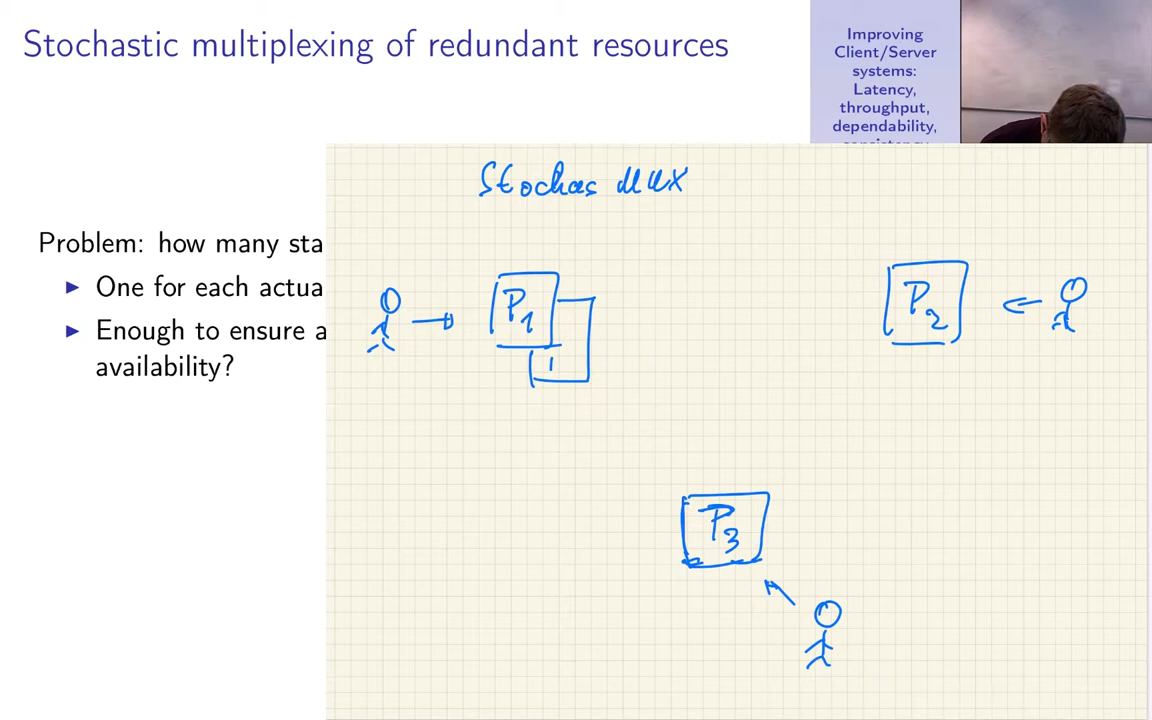 Stochastic multiplexing of redundant resources
Improving
Client/Server
systems:
Latency,
throughput,
dependability,
consistency
Stochas MUX
Problem: how many sta
One for each actua
Enough to ensure a
availability?
P1
1
P2
P3